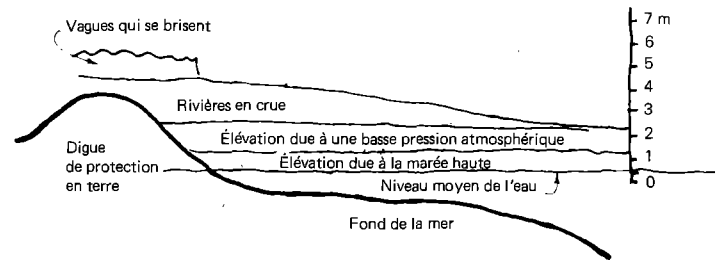 Vagues qui se brisent
7 m
6
5
4
3
2
1
0
Rivières en crue
Élévation due à une basse pression atmosphérique
Élévation due à la marée haute
Digue
de protection
en terre
Niveau moyen de l'eau
Fond de la mer